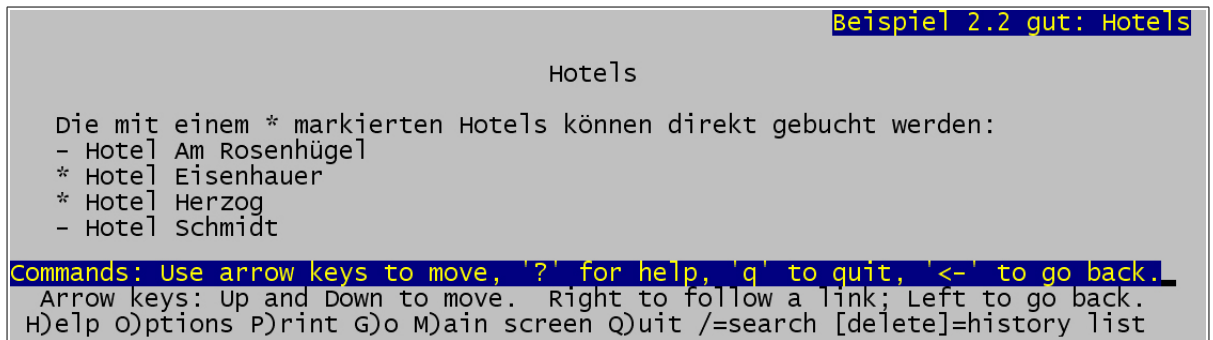 Beispiel 2.2 gut: Hotels
Hotels
Die mit einem * markierten Hotels können direkt gebucht werden:
– Hotel Am Rosenhügel
* Hotel Eisenhauer
* Hotel Herzog
– Hotel Schmidt
Commands: Use arrow keys to move, '?' for help, 'q' to quit, '<-' to go back.
Arrow keys: Up and Down to move.  Right to follow a link; Left to go back.
H)elp O)ptions P)rint G)o M)ain screen Q)uit /=search [delete]=history list